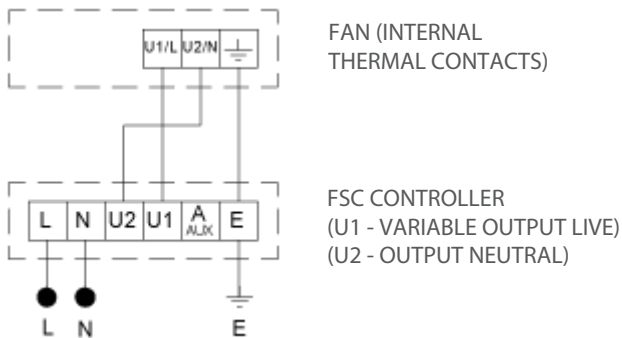 U1/L U2/N
FAN (INTERNAL
THERMAL CONTACTS)
L N U2 U1 A E
AUX
FSC CONTROLLER
(U1 - VARIABLE OUTPUT LIVE)
(U2 - OUTPUT NEUTRAL)
L N E